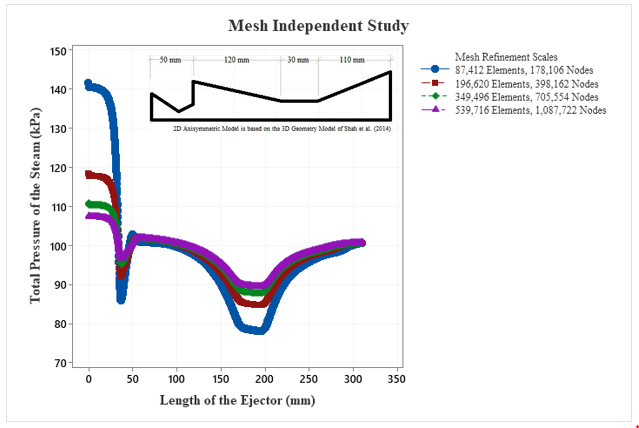 Mesh Independent Study
150
140
130
120
110
100
90
80
70
Total Pressure of the Steam (kPa)
50 mm 120 mm 30 mm 110 mm
2D Axisymmetric Model is based on the 3D Geometry Model of Shah et al. (2014)
Mesh Refinement Scales
87,412 Elements, 178,106 Nodes
196,620 Elements, 398,162 Nodes
349,496 Elements, 705,554 Nodes
539,716 Elements, 1,087,722 Nodes
0 50 100 150 200 250 300 350
Length of the Ejector (mm)